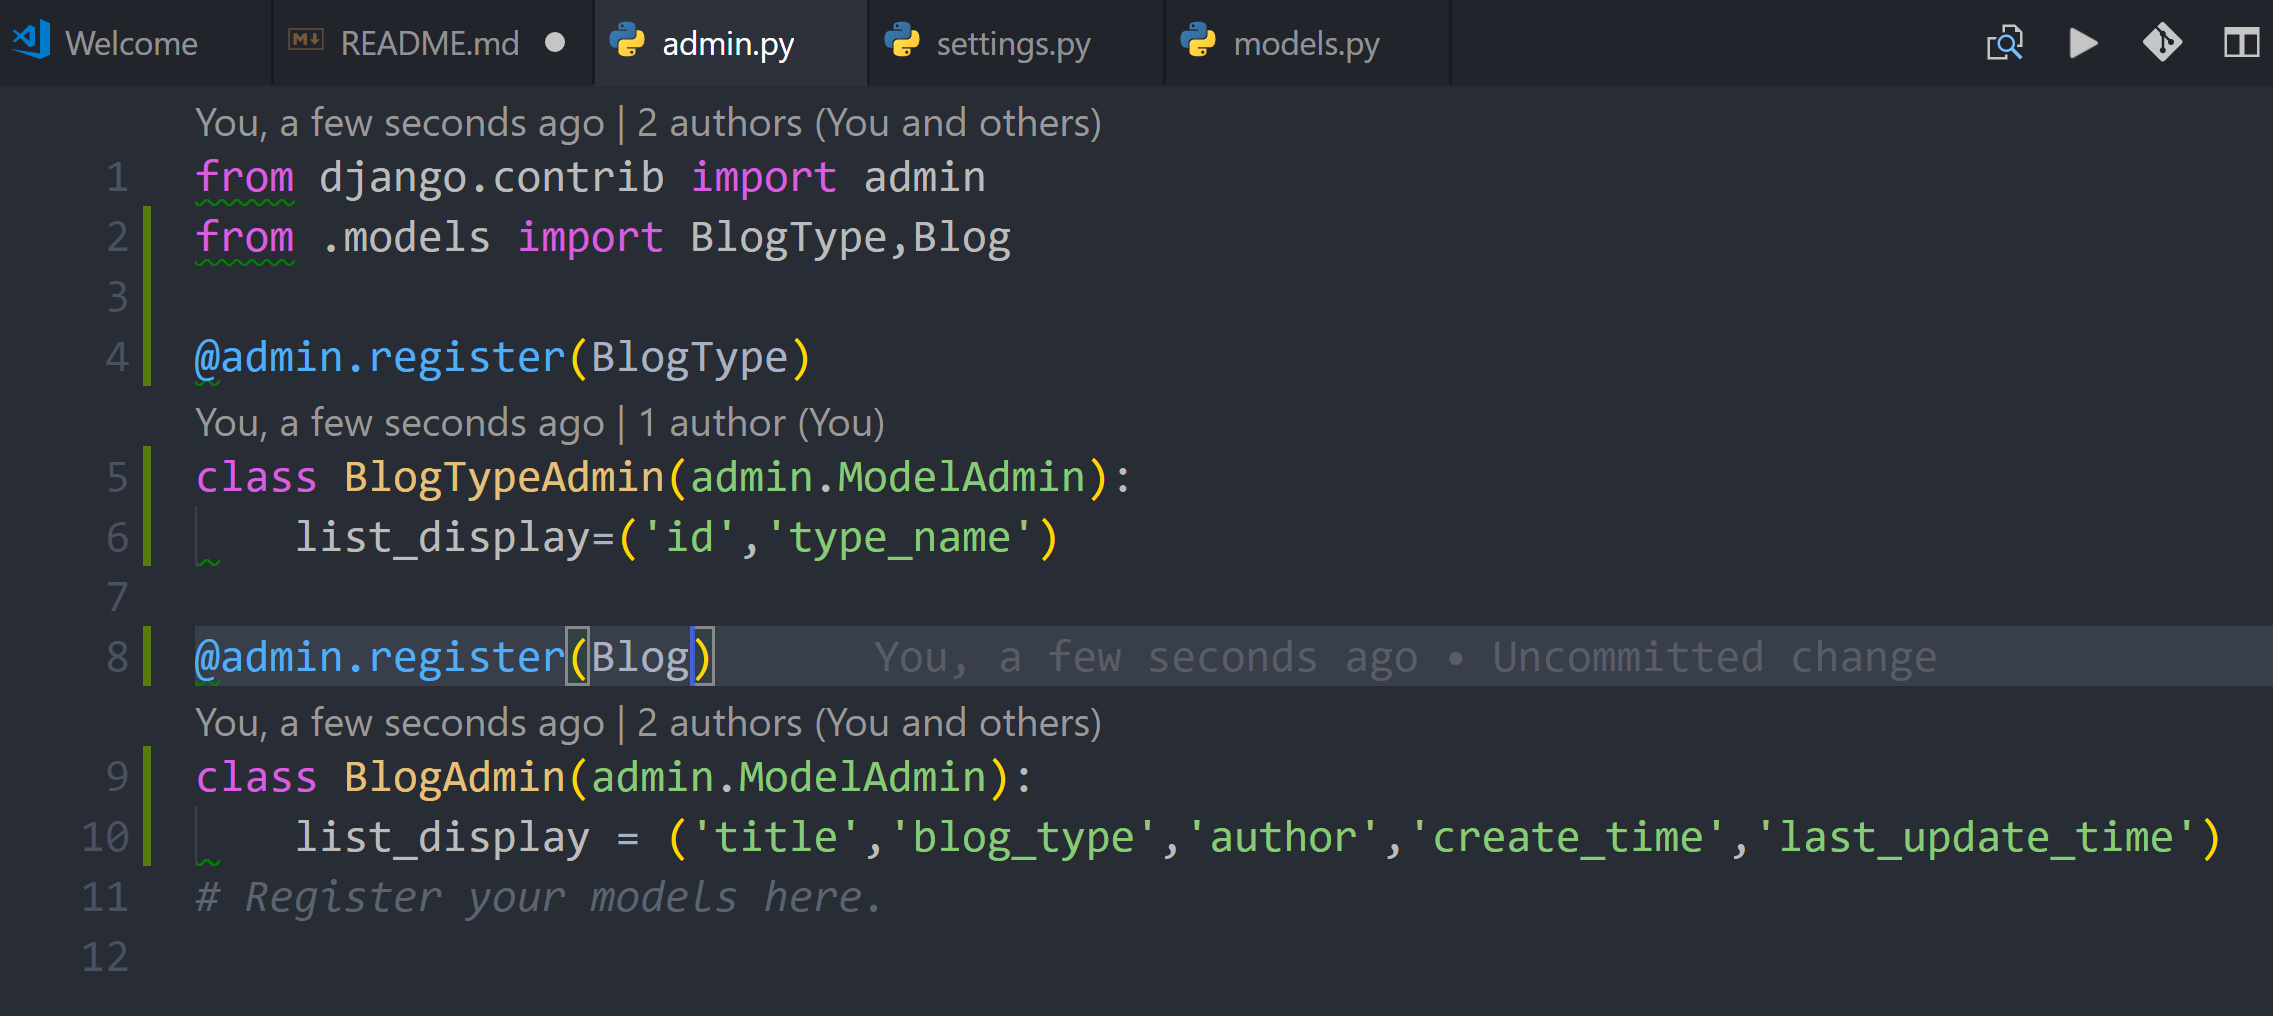 Welcome README.md admin.py settings.py models.py
You, a few seconds ago | 2 authors (You and others)
1 from django.contrib import admin
2 from .models import BlogType,Blog
3
4 @admin.register(BlogType)
You, a few seconds ago | 1 author (You)
5 class BlogTypeAdmin(admin.ModelAdmin):
6     list_display=('id','type_name')
7
8 @admin.register(Blog) You, a few seconds ago • Uncommitted change
You, a few seconds ago | 2 authors (You and others)
9 class BlogAdmin(admin.ModelAdmin):
10     list_display = ('title','blog_type','author','create_time','last_update_time')
11 # Register your models here.
12